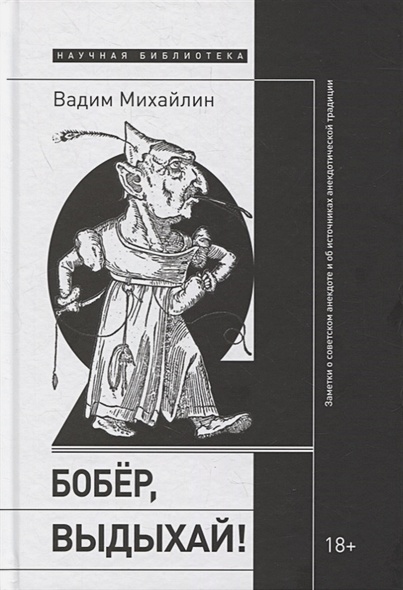 НАУЧНАЯ БИБЛИОТЕКА
Вадим Михайлин
Заметки о советском анекдоте и об источниках анекдотической традиции
БОБЁР,
ВЫДЫХАЙ!
18+